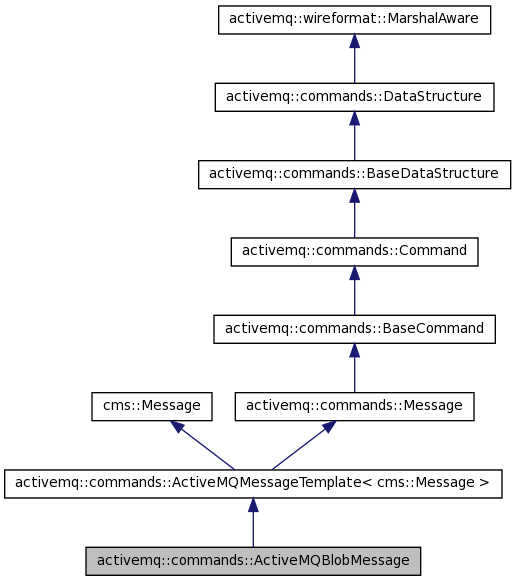 activemq::wireformat::MarshalAware
activemq::commands::DataStructure
activemq::commands::BaseDataStructure
activemq::commands::Command
activemq::commands::BaseCommand
cms::Message
activemq::commands::Message
activemq::commands::ActiveMQMessageTemplate< cms::Message >
activemq::commands::ActiveMQBlobMessage